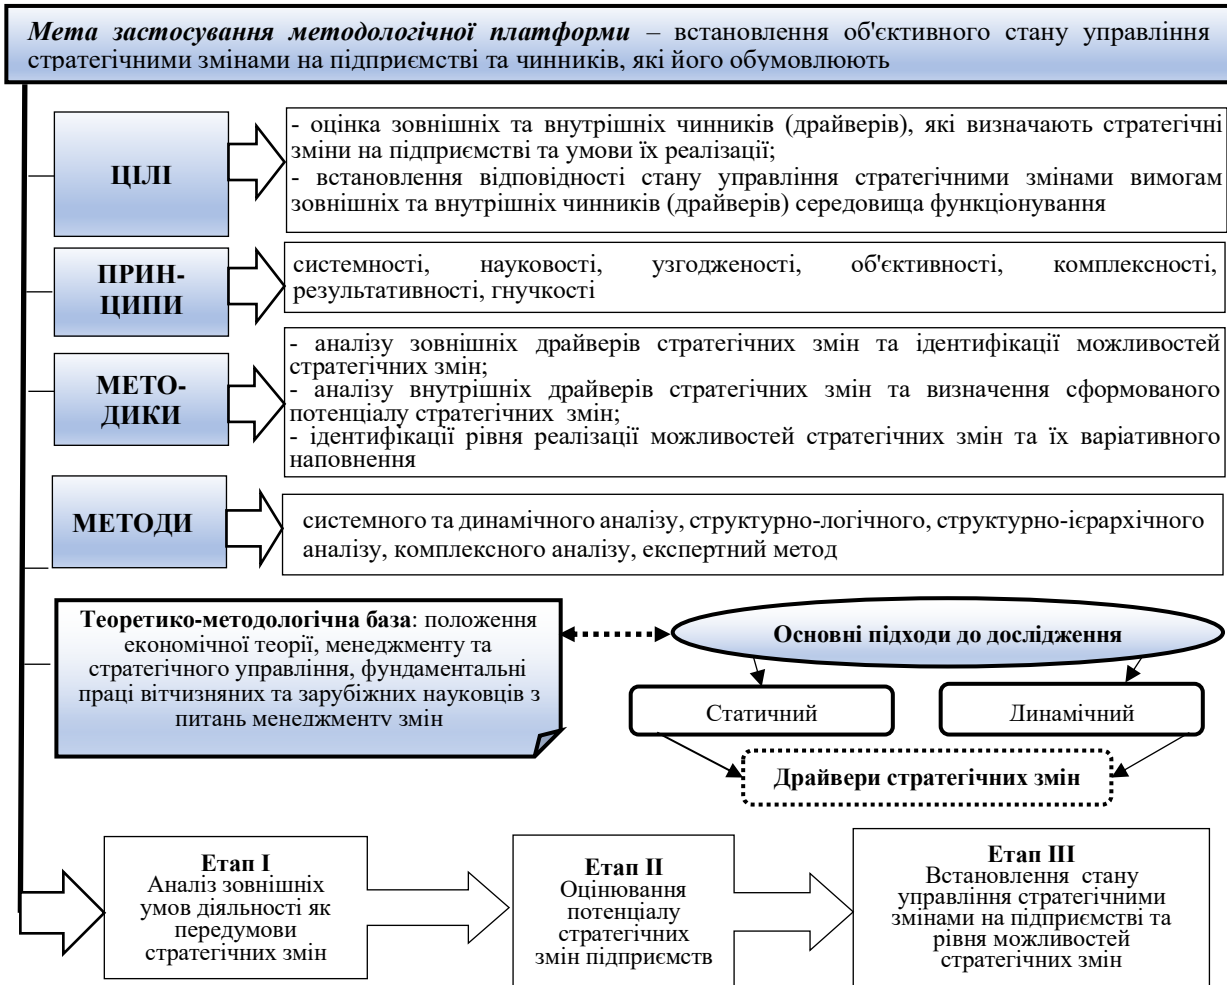 Мета застосування методологічної платформи – встановлення об'єктивного стану управління
стратегічними змінами на підприємстві та чинників, які його обумовлюють
ЦІЛІ
- оцінка зовнішніх та внутрішніх чинників (драйверів), які визначають стратегічні
зміни на підприємстві та умови їх реалізації;
- встановлення відповідності стану управління стратегічними змінами вимогам
зовнішніх та внутрішніх чинників (драйверів) середовища функціонування
ПРИН-
ЦИПИ
системності, науковості, узгодженості, об'єктивності, комплексності,
результативності, гнучкості
МЕТО-
ДИКИ
- аналізу зовнішніх драйверів стратегічних змін та ідентифікації можливостей
стратегічних змін;
- аналізу внутрішніх драйверів стратегічних змін та визначення сформованого
потенціалу стратегічних змін;
- ідентифікації рівня реалізації можливостей стратегічних змін та їх варіативного
наповнення
МЕТОДИ
системного та динамічного аналізу, структурно-логічного, структурно-ієрархічного
аналізу, комплексного аналізу, експертний метод
Теоретико-методологічна база: положення
економічної теорії, менеджменту та
стратегічного управління, фундаментальні
праці вітчизняних та зарубіжних науковців з
питань менеджменту змін
Основні підходи до дослідження
Статичний
Динамічний
Драйвери стратегічних змін
Етап I
Аналіз зовнішніх
умов діяльності як
передумови
стратегічних змін
Етап II
Оцінювання
потенціалу
стратегічних
змін підприємств
Етап III
Встановлення стану
управління стратегічними
змінами на підприємстві та
рівня можливостей
стратегічних змін